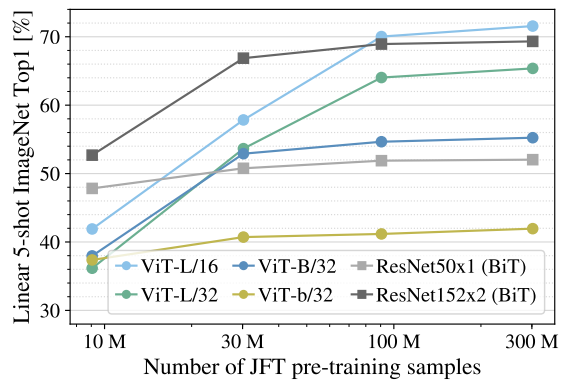 Linear 5-shot ImageNet Top1 [%]
70
60
50
40
30
ViT-L/16 ViT-B/32 ResNet50x1 (BiT)
ViT-L/32 ViT-b/32 ResNet152x2 (BiT)
10 M 30 M 100 M 300 M
Number of JFT pre-training samples